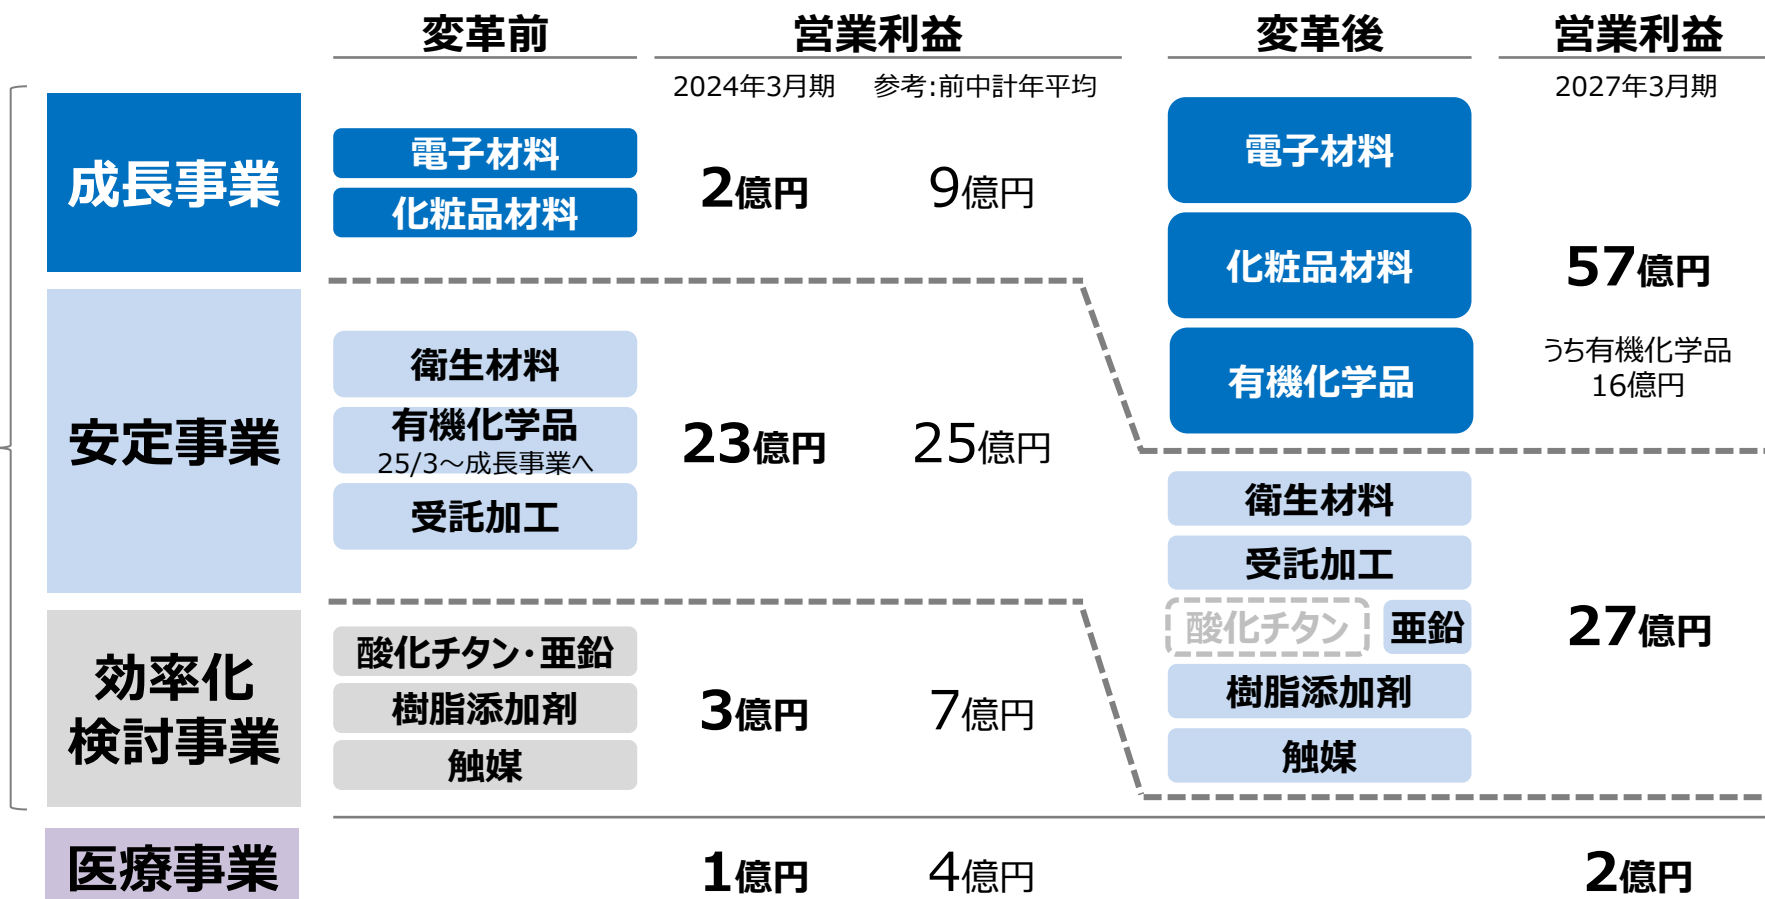 変革前 営業利益 変革後 営業利益
2024年3月期 参考:前中計年平均 2027年3月期
成長事業
電子材料
化粧品材料
2億円 9億円
電子材料
化粧品材料
有機化学品
57億円
うち有機化学品
16億円
安定事業
衛生材料
有機化学品
25/3～成長事業へ
受託加工
23億円 25億円
衛生材料
受託加工
酸化チタン 亜鉛
樹脂添加剤
触媒
27億円
効率化
検討事業
酸化チタン・亜鉛
樹脂添加剤
触媒
3億円 7億円
医療事業 1億円 4億円 2億円